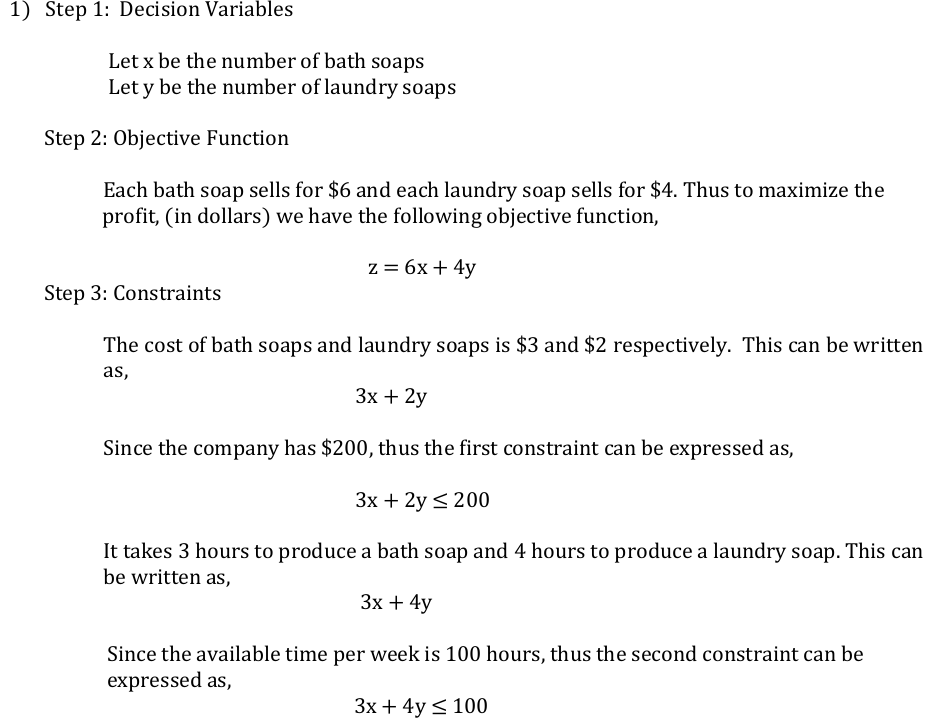 1) Step 1: Decision Variables
Let x be the number of bath soaps
Let y be the number of laundry soaps
Step 2: Objective Function
Each bath soap sells for $6 and each laundry soap sells for $4. Thus to maximize the
profit, (in dollars) we have the following objective function,
z = 6x + 4y
Step 3: Constraints
The cost of bath soaps and laundry soaps is $3 and $2 respectively. This can be written
as,
3x + 2y
Since the company has $200, thus the first constraint can be expressed as,
3x + 2y ≤ 200
It takes 3 hours to produce a bath soap and 4 hours to produce a laundry soap. This can
be written as,
3x + 4y
Since the available time per week is 100 hours, thus the second constraint can be
expressed as,
3x + 4y ≤ 100